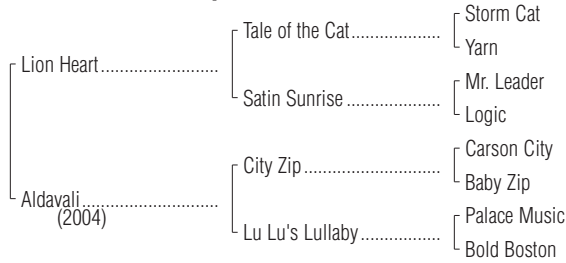 Storm Cat
Tale of the Cat....................
Yarn
Lion Heart..........................
Mr. Leader
Satin Sunrise.....................
Logic
Carson City
City Zip..............................
Baby Zip
Aldavali..............................
(2004)
Palace Music
Lu Lu's Lullaby..................
Bold Boston